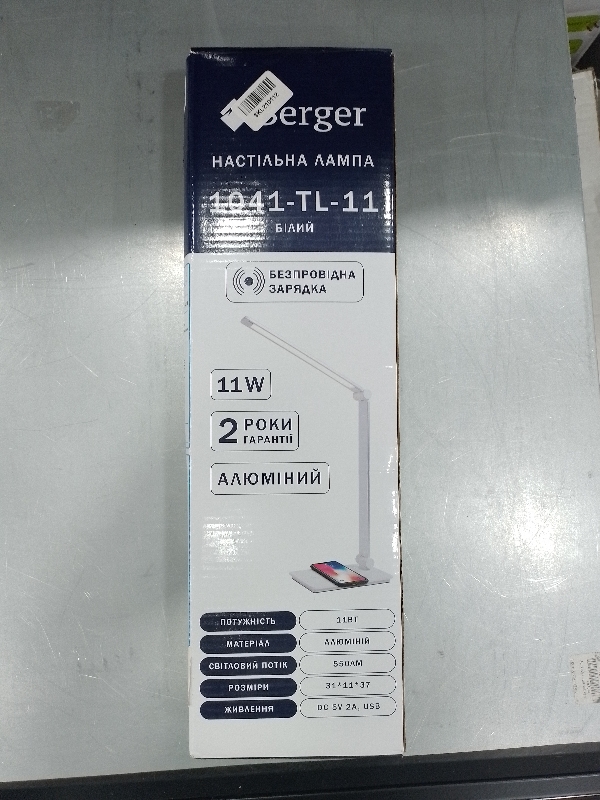 Berger
НАСТІЛЬНА ЛАМПА
1041-TL-11
БІЛИЙ
БЕЗПРОВІДНА
ЗАРЯДКА
11W
2 РОКИ
ГАРАНТІЇ
АЛЮМІНИЙ
ПОТУЖНІСТЬ 11ВТ
МАТЕРІАЛ АЛЮМІНІЙ
СВІТЛОВИЙ ПОТІК 550ЛМ
РОЗМІРИ 31*11*37
ЖИВЛЕННЯ DC 5V 2A, USB